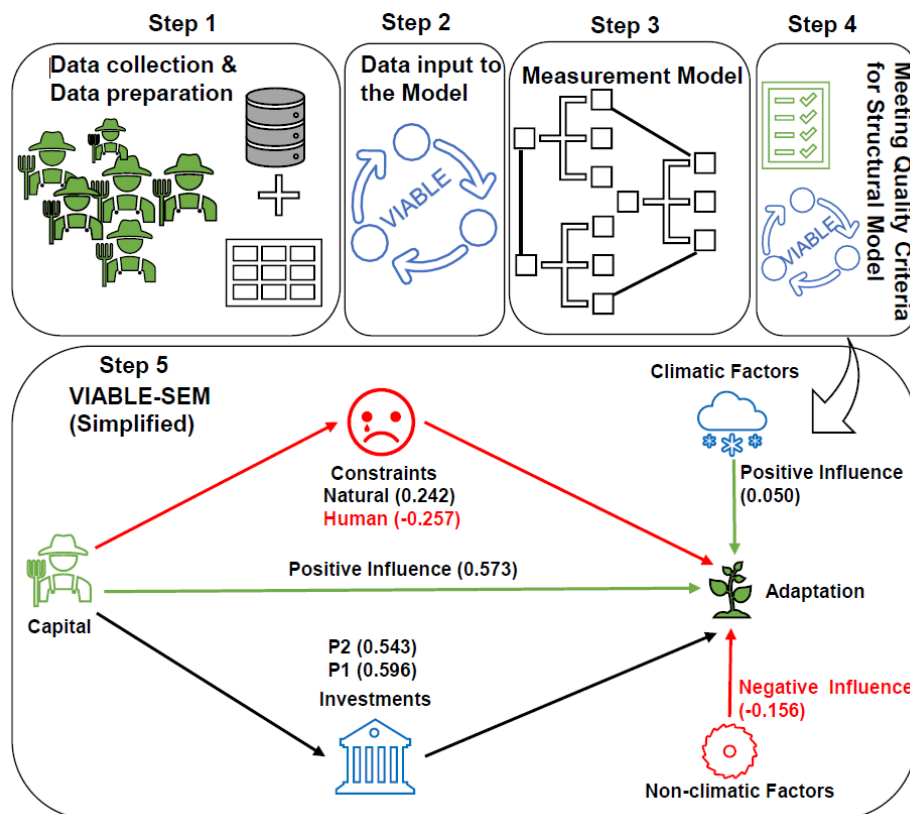 Step 1
Data collection &
Data preparation
Step 2
Data input to
the Model
VIABLE
Step 3
Measurement Model
Step 4
Meeting Quality Criteria
for Structural Model
VIABLE
Step 5
VIABLE-SEM
(Simplified)
Constraints
Natural (0.242)
Human (-0.257)
Climatic Factors
Positive Influence
(0.050)
Positive Influence (0.573)
Capital
Adaptation
P2 (0.543)
P1 (0.596)
Investments
Negative Influence
(-0.156)
Non-climatic Factors